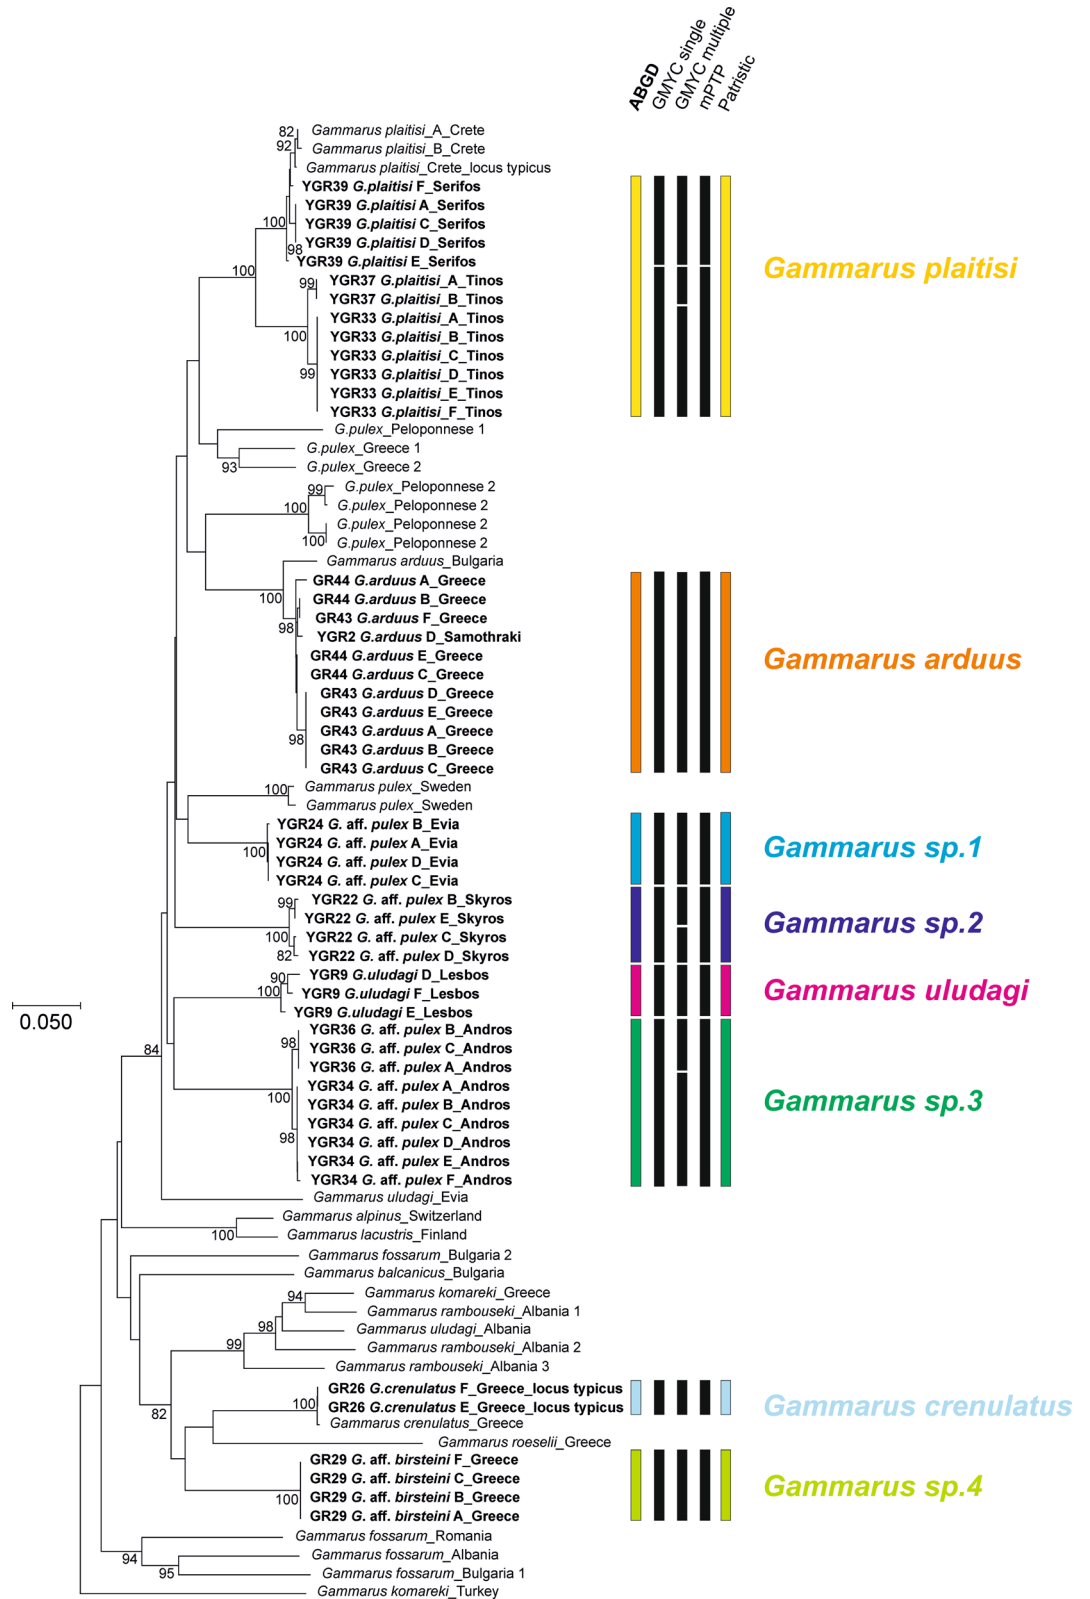 ABGD
GMYC single
GMYC multiple
mPTP
Patristic
82
Gammarus plaitisi_A_Crete
92
Gammarus plaitisi_B_Crete
Gammarus plaitisi_Crete_locus typicus
YGR39 G.plaitisi F_Serifos
YGR39 G.plaitisi A_Serifos
100
YGR39 G.plaitisi C_Serifos
YGR39 G.plaitisi D_Serifos
98
YGR39 G.plaitisi E_Serifos
Gammarus plaitisi
100
99
YGR37 G.plaitisi_A_Tinos
YGR37 G.plaitisi_B_Tinos
YGR33 G.plaitisi_A_Tinos
100
YGR33 G.plaitisi_B_Tinos
YGR33 G.plaitisi_C_Tinos
99
YGR33 G.plaitisi_D_Tinos
YGR33 G.plaitisi_E_Tinos
YGR33 G.plaitisi_F_Tinos
G.pulex_Peloponnese 1
G.pulex_Greece 1
93
G.pulex_Greece 2
99
G.pulex_Peloponnese 2
100
G.pulex_Peloponnese 2
G.pulex_Peloponnese 2
100
G.pulex_Peloponnese 2
Gammarus arduus_Bulgaria
GR44 G.arduus A_Greece
100
GR44 G.arduus B_Greece
GR43 G.arduus F_Greece
98
YGR2 G.arduus D_Samothraki
GR44 G.arduus E_Greece
Gammarus arduus
GR44 G.arduus C_Greece
GR43 G.arduus D_Greece
GR43 G.arduus E_Greece
GR43 G.arduus A_Greece
98
GR43 G.arduus B_Greece
GR43 G.arduus C_Greece
100
Gammarus pulex_Sweden
Gammarus pulex_Sweden
YGR24 G. aff. pulex B_Evia
YGR24 G. aff. pulex A_Evia
Gammarus sp.1
100
YGR24 G. aff. pulex D_Evia
YGR24 G. aff. pulex C_Evia
99
YGR22 G. aff. pulex B_Skyros
YGR22 G. aff. pulex E_Skyros
Gammarus sp.2
100
YGR22 G. aff. pulex C_Skyros
82
YGR22 G. aff. pulex D_Skyros
90
YGR9 G.uludagi D_Lesbos
100
YGR9 G.uludagi F_Lesbos
Gammarus uludagi
YGR9 G.uludagi E_Lesbos
0.050
YGR36 G. aff. pulex B_Andros
98
YGR36 G. aff. pulex C_Andros
84
YGR36 G. aff. pulex A_Andros
YGR34 G. aff. pulex A_Andros
100
YGR34 G. aff. pulex B_Andros
Gammarus sp.3
YGR34 G. aff. pulex C_Andros
98
YGR34 G. aff. pulex D_Andros
YGR34 G. aff. pulex E_Andros
YGR34 G. aff. pulex F_Andros
Gammarus uludagi_Evia
Gammarus alpinus_Switzerland
100
Gammarus lacustris_Finland
Gammarus fossarum_Bulgaria 2
Gammarus balcanicus_Bulgaria
94
Gammarus komareki_Greece
Gammarus rambouseki_Albania 1
98
Gammarus uludagi_Albania
99
Gammarus rambouseki_Albania 2
Gammarus rambouseki_Albania 3
GR26 G.crenulatus F_Greece_locus typicus
100
GR26 G.crenulatus E_Greece_locus typicus
Gammarus crenulatus
82
Gammarus crenulatus_Greece
Gammarus roeselii_Greece
GR29 G. aff. birsteini F_Greece
GR29 G. aff. birsteini C_Greece
Gammarus sp.4
100
GR29 G. aff. birsteini B_Greece
GR29 G. aff. birsteini A_Greece
Gammarus fossarum_Romania
94
Gammarus fossarum_Albania
95
Gammarus fossarum_Bulgaria 1
Gammarus komareki_Turkey